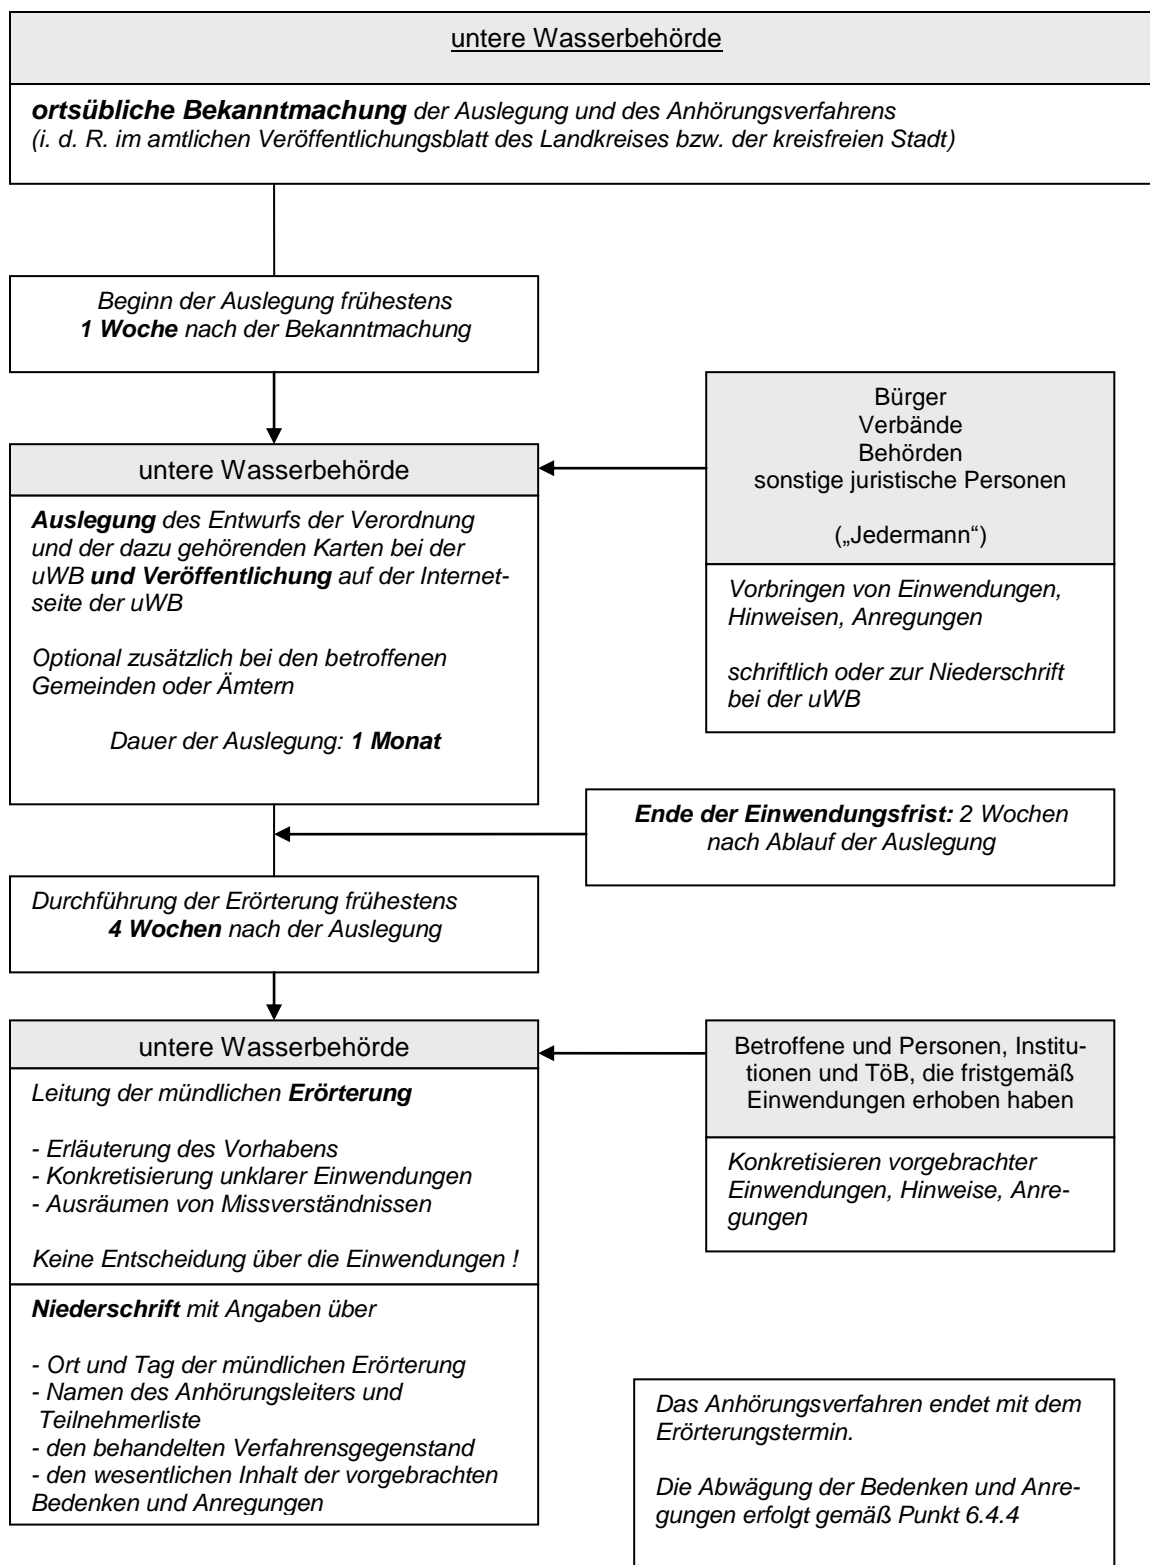 untere Wasserbehörde
ortsübliche Bekanntmachung der Auslegung und des Anhörungsverfahrens
(i. d. R. im amtlichen Veröffentlichungsblatt des Landkreises bzw. der kreisfreien Stadt)
Beginn der Auslegung frühestens
1 Woche nach der Bekanntmachung
Bürger
Verbände
Behörden
sonstige juristische Personen
(„Jedermann“)
Vorbringen von Einwendungen,
Hinweisen, Anregungen
schriftlich oder zur Niederschrift
bei der uWB
untere Wasserbehörde
Auslegung des Entwurfs der Verordnung
und der dazu gehörenden Karten bei der
uWB und Veröffentlichung auf der Internet-
seite der uWB
Optional zusätzlich bei den betroffenen
Gemeinden oder Ämtern
Dauer der Auslegung: 1 Monat
Ende der Einwendungsfrist: 2 Wochen
nach Ablauf der Auslegung
Durchführung der Erörterung frühestens
4 Wochen nach der Auslegung
untere Wasserbehörde
Leitung der mündlichen Erörterung
- Erläuterung des Vorhabens
- Konkretisierung unklarer Einwendungen
- Ausräumen von Missverständnissen
Keine Entscheidung über die Einwendungen !
Niederschrift mit Angaben über
- Ort und Tag der mündlichen Erörterung
- Namen des Anhörungsleiters und
Teilnehmerliste
- den behandelten Verfahrensgegenstand
- den wesentlichen Inhalt der vorgebrachten
Bedenken und Anregungen
Betroffene und Personen, Institu-
tionen und TöB, die fristgemäß
Einwendungen erhoben haben
Konkretisieren vorgebrachter
Einwendungen, Hinweise, Anre-
gungen
Das Anhörungsverfahren endet mit dem
Erörterungstermin.
Die Abwägung der Bedenken und Anre-
gungen erfolgt gemäß Punkt 6.4.4